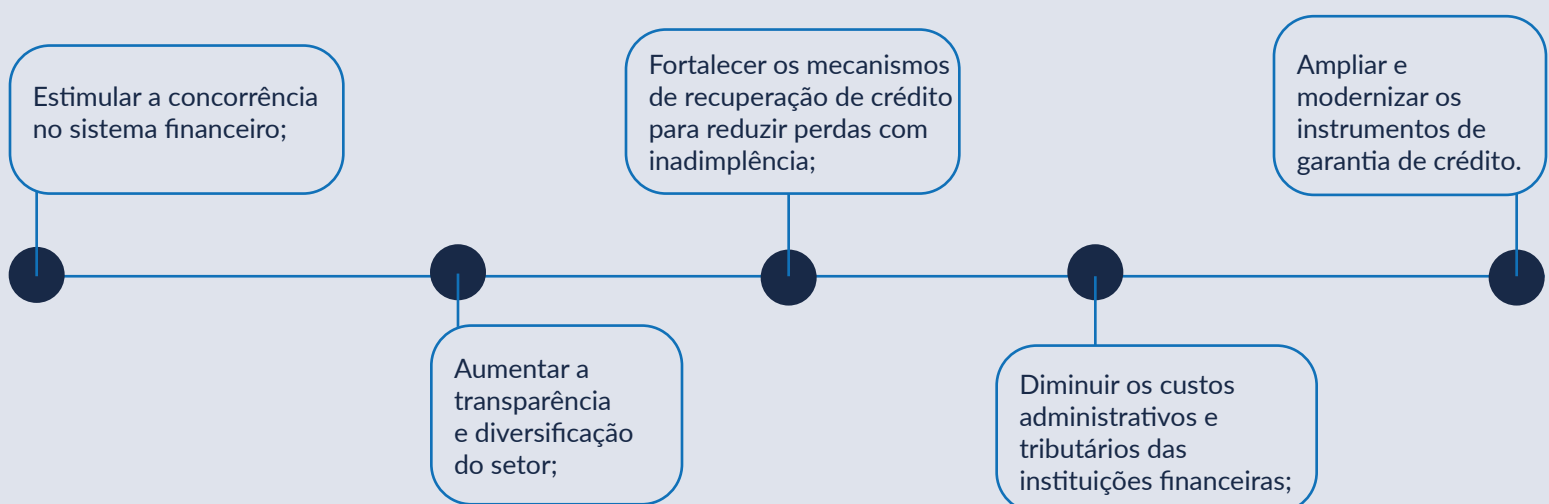 Estimular a concorrência
no sistema financeiro;
Aumentar a
transparência
e diversificação
do setor;
Fortalecer os mecanismos
de recuperação de crédito
para reduzir perdas com
inadimplência;
Diminuir os custos
administrativos e
tributários das
instituições financeiras;
Ampliar e
modernizar os
instrumentos de
garantia de crédito.